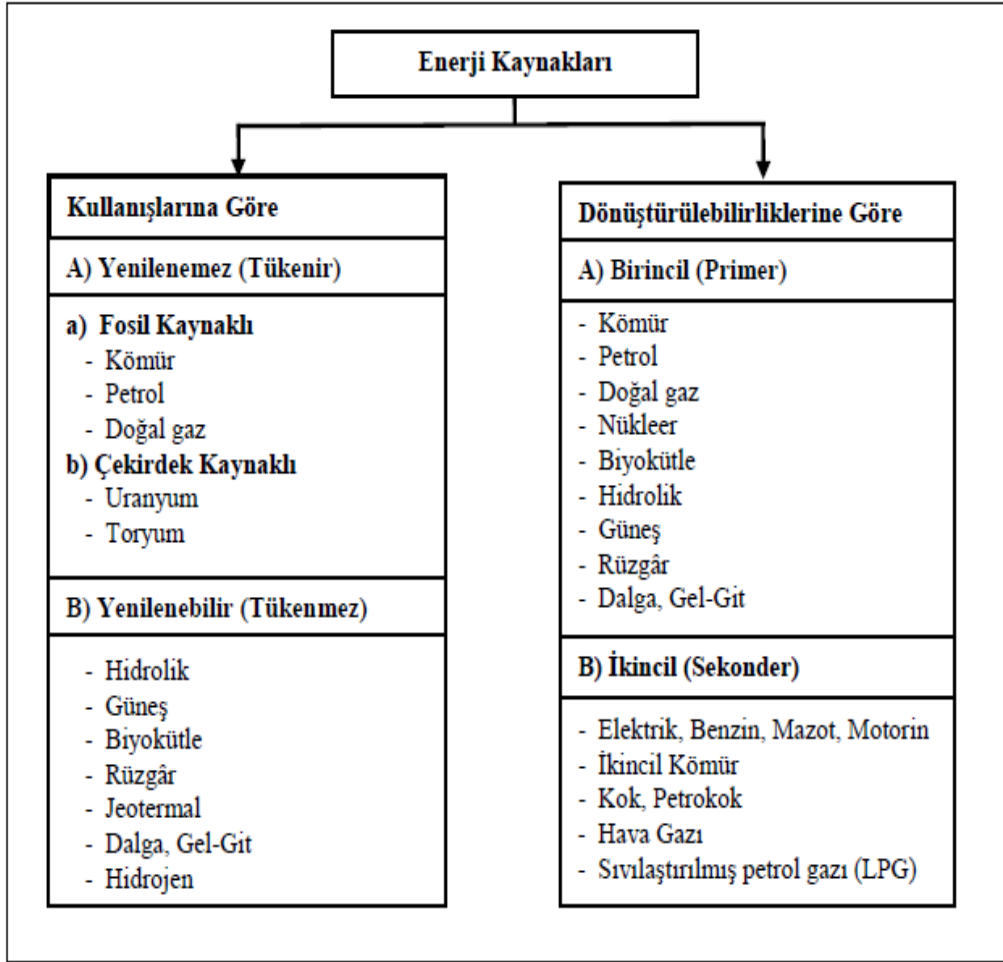 Enerji Kaynakları
Kullanışlarına Göre
A) Yenilenemez (Tükenir)
a) Fosil Kaynaklı
- Kömür
- Petrol
- Doğal gaz
b) Çekirdek Kaynaklı
- Uranyum
- Toryum
B) Yenilenebilir (Tükenmez)
- Hidrolik
- Güneş
- Biyokütle
- Rüzgâr
- Jeotermal
- Dalga, Gel-Git
- Hidrojen
Dönüştürülebilirliklerine Göre
A) Birincil (Primer)
- Kömür
- Petrol
- Doğal gaz
- Nükleer
- Biyokütle
- Hidrolik
- Güneş
- Rüzgâr
- Dalga, Gel-Git
B) İkincil (Sekonder)
- Elektrik, Benzin, Mazot, Motorin
- İkincil Kömür
- Kok, Petrokok
- Hava Gazı
- Sıvılaştırılmış petrol gazı (LPG)